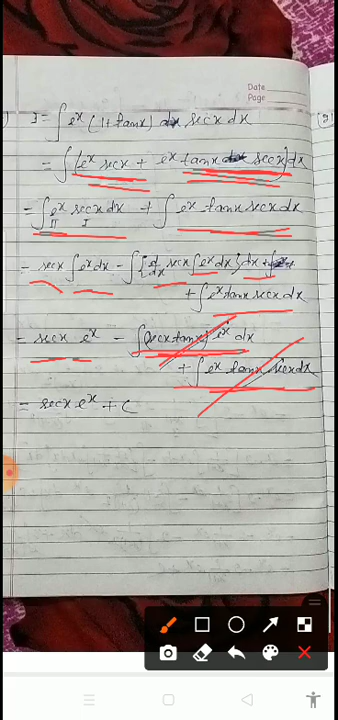 Date
Page
) I = ∫ eˣ (1+tanx) secx dx (g)
= ∫ [eˣ secx + eˣ tanx secx] dx
= ∫ eˣ secx dx + ∫ eˣ tanx secx dx
II I
= secx ∫ eˣ dx - ∫ { d/dx secx ∫ eˣ dx } dx
+ ∫ eˣ tanx secx dx
= secx eˣ - ∫ (secx tanx) eˣ dx
+ ∫ eˣ tanx secx dx
= secx eˣ + C